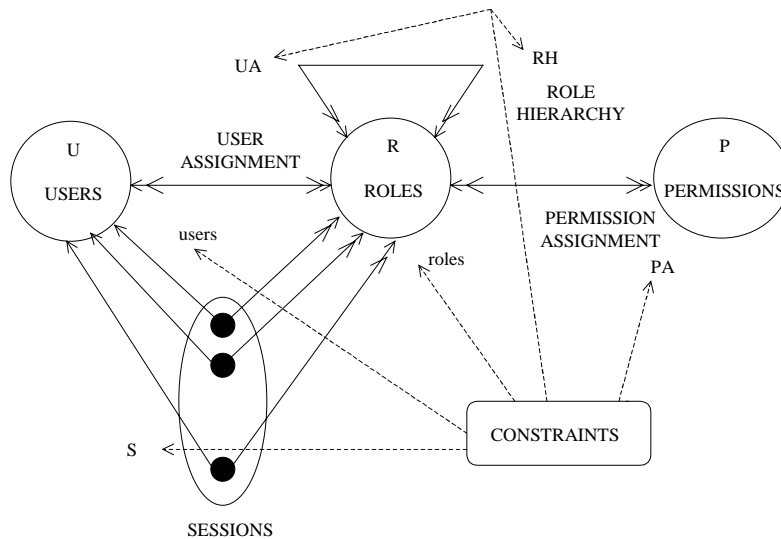 UA
RH
ROLE
HIERARCHY
U
USERS
USER
ASSIGNMENT
R
ROLES
P
PERMISSIONS
PERMISSION
ASSIGNMENT
users
roles
PA
S
CONSTRAINTS
SESSIONS